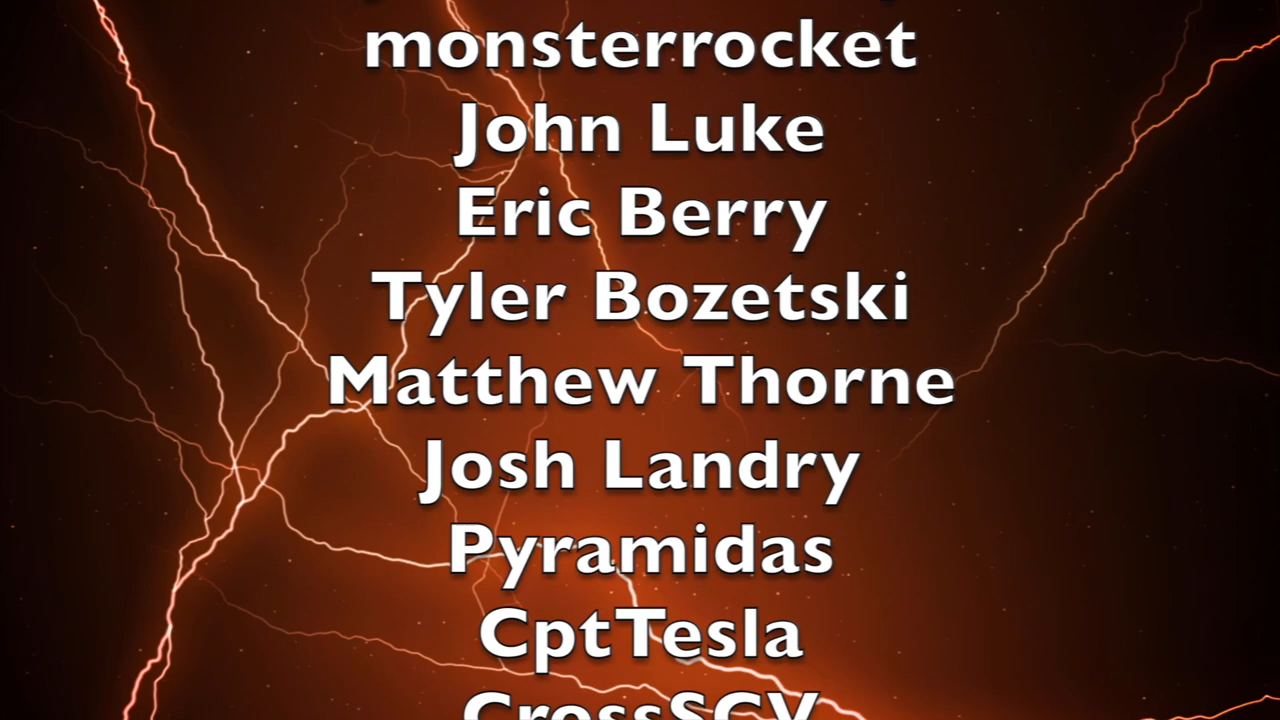 monsterrocket
John Luke
Eric Berry
Tyler Bozetski
Matthew Thorne
Josh Landry
Pyramidas
CptTesla